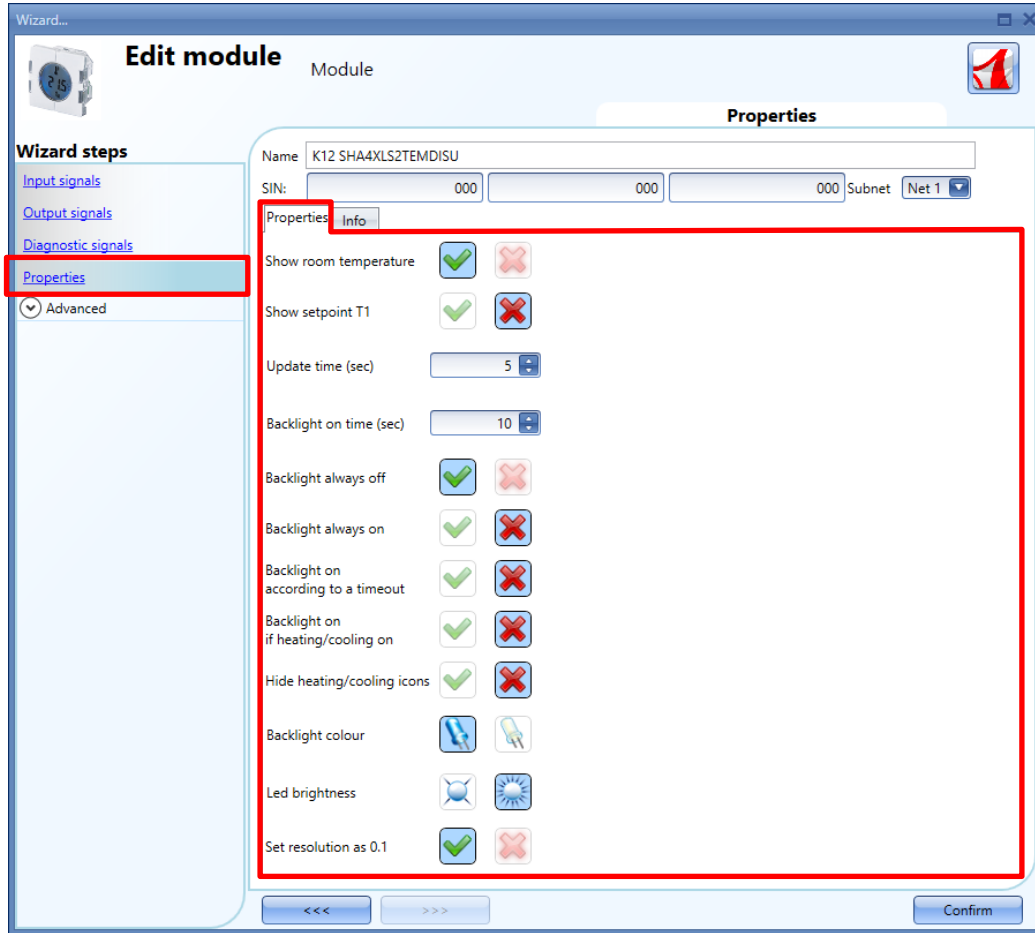 Wizard...
Edit module
Module
Properties
Wizard steps
Input signals
Output signals
Diagnostic signals
Properties
Advanced
Name K12 SHA4XLS2TEMDISU
SIN: 000 000 000 Subnet Net 1
Properties Info
Show room temperature
Show setpoint T1
Update time (sec) 5
Backlight on time (sec) 10
Backlight always off
Backlight always on
Backlight on
according to a timeout
Backlight on
if heating/cooling on
Hide heating/cooling icons
Backlight colour
Led brightness
Set resolution as 0.1
<<< >>> Confirm